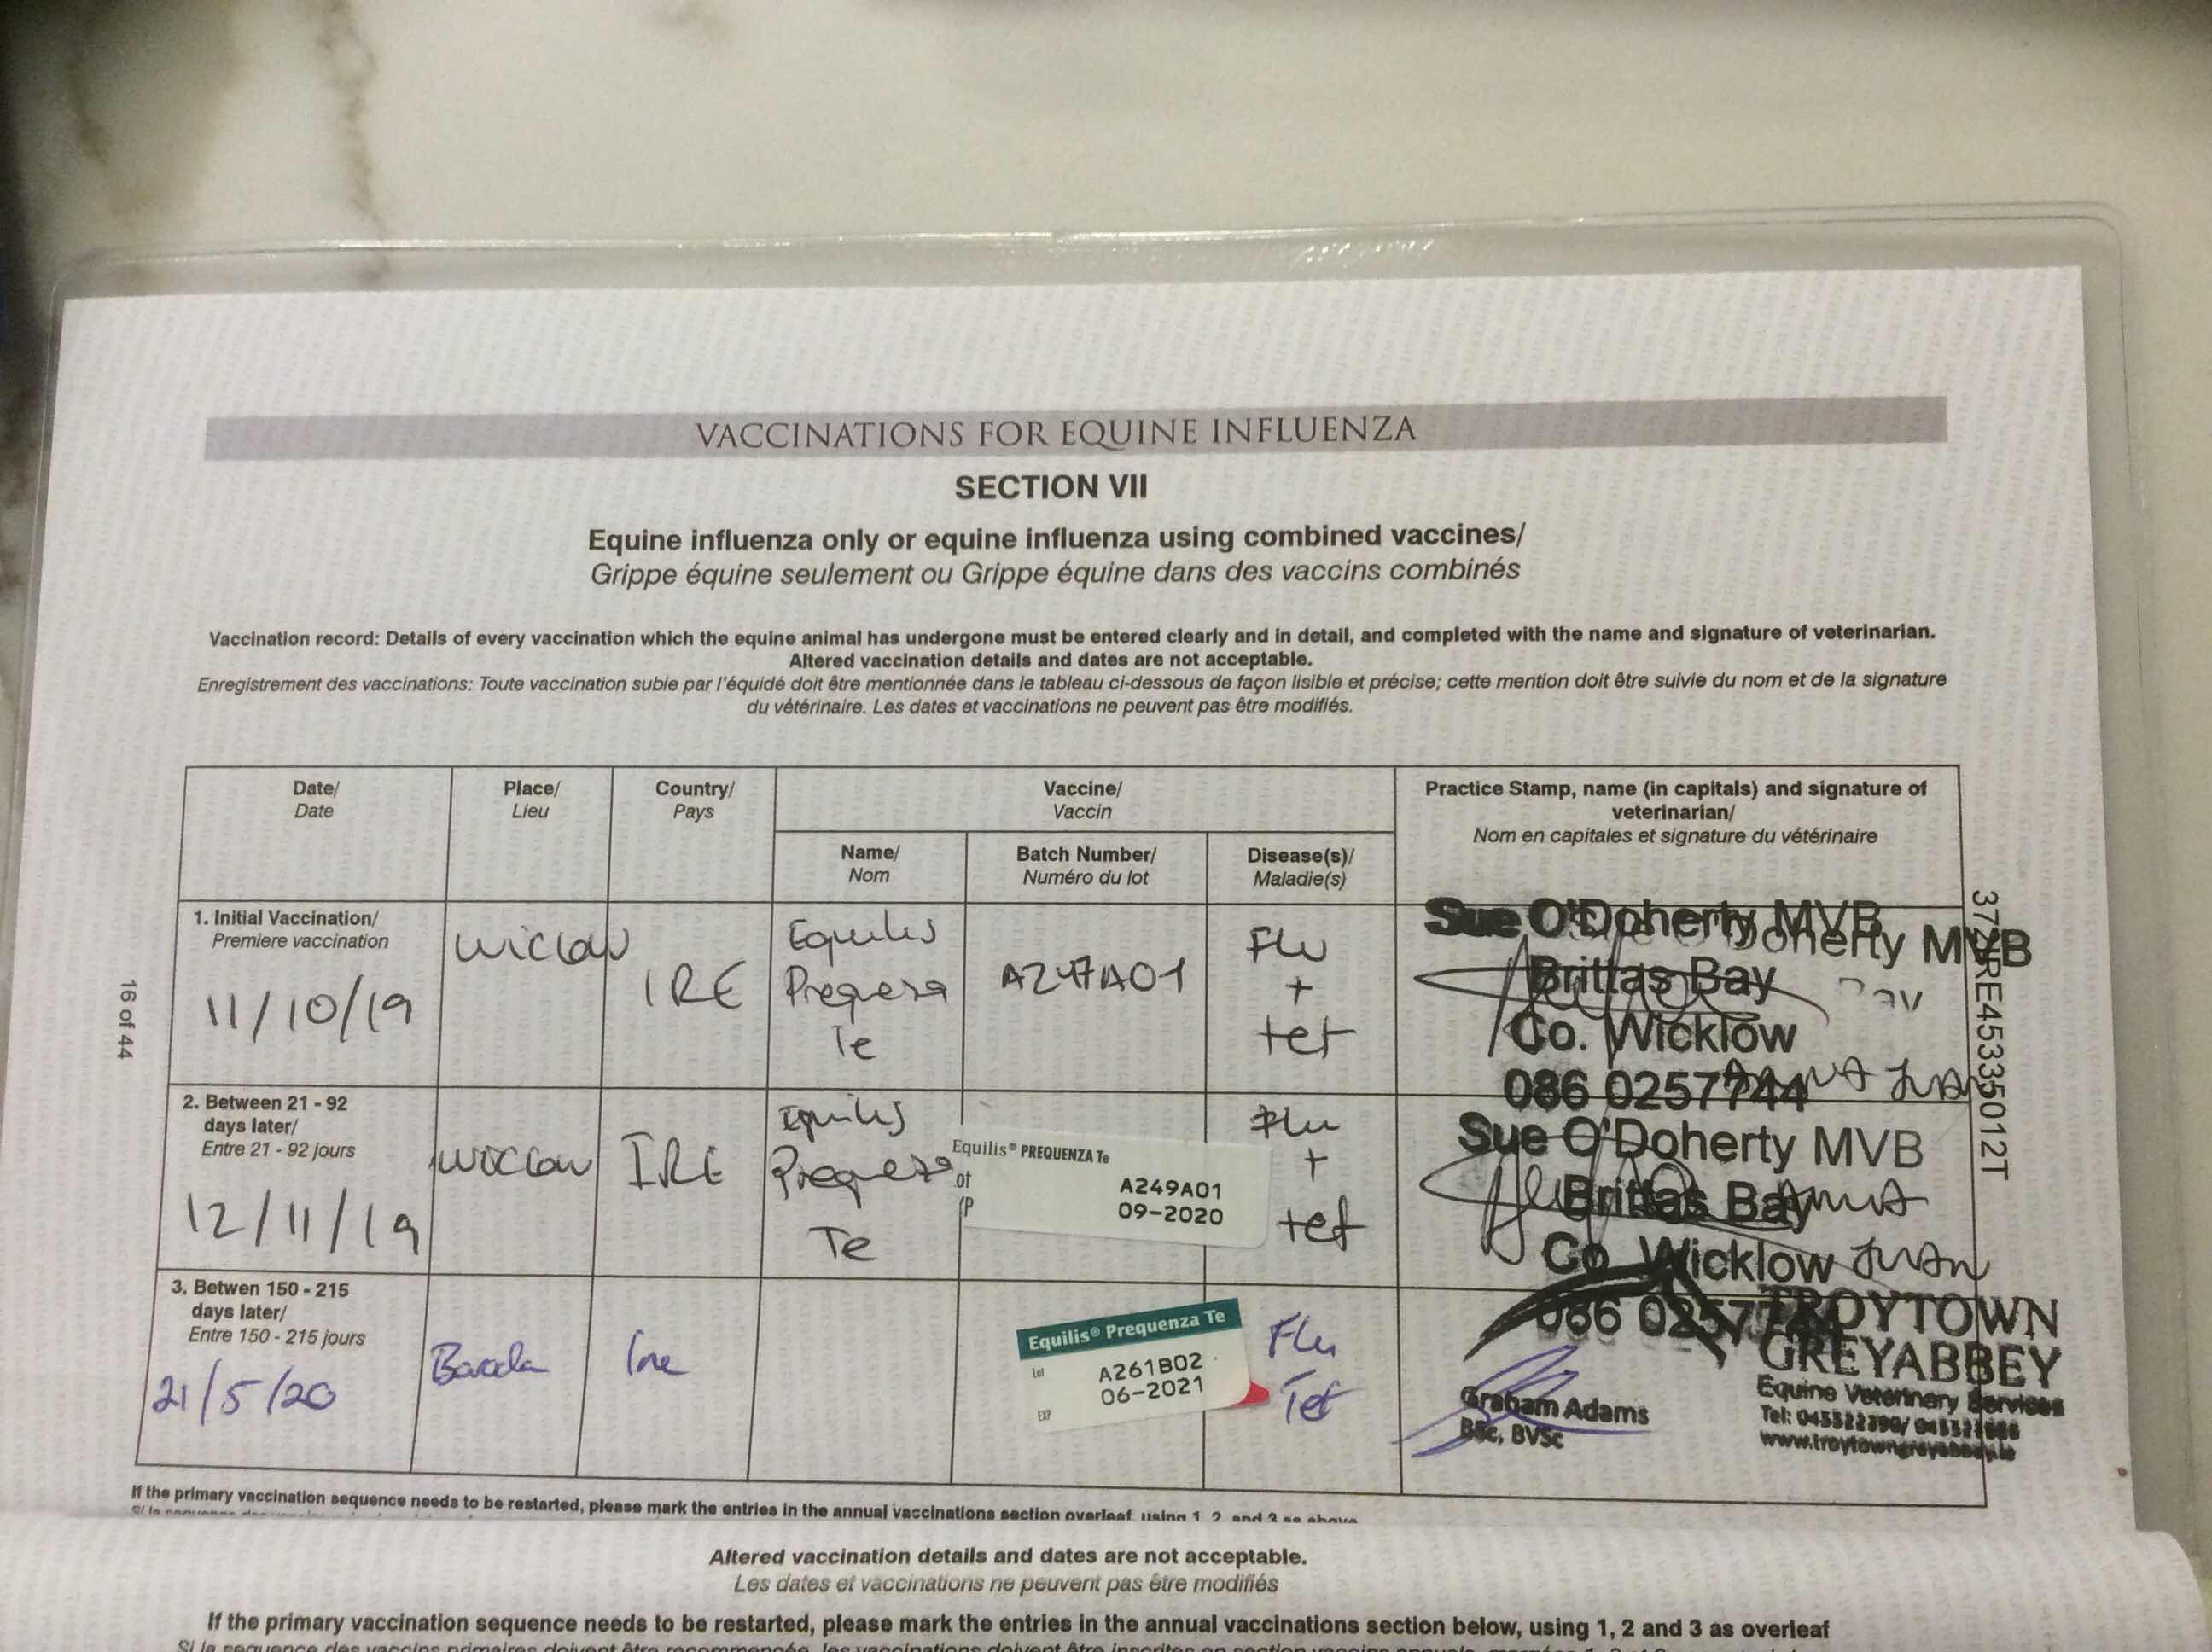 VACCINATIONS FOR EQUINE INFLUENZA
SECTION VII
Equine influenza only or equine influenza using combined vaccines/
Grippe équine seulement ou Grippe équine dans des vaccins combinés
Vaccination record: Details of every vaccination which the equine animal has undergone must be entered clearly and in detail, and completed with the name and signature of veterinarian.
Altered vaccination details and dates are not acceptable.
Enregistrement des vaccinations: Toute vaccination subie par l'équidé doit être mentionnée dans le tableau ci-dessous de façon lisible et précise; cette mention doit être suivie du nom et de la signature
du vétérinaire. Les dates et vaccinations ne peuvent pas être modifiés.
Date/
Date
Place/
Lieu
Country/
Pays
Vaccine/
Vaccin
Practice Stamp, name (in capitals) and signature of
veterinarian/
Nom en capitales et signature du vétérinaire
Name/
Nom
Batch Number/
Numéro du lot
Disease(s)/
Maladie(s)
1. Initial Vaccination/
Premiere vaccination
11/10/19
Wicklow
IRE
Equilis
Prequeza
Te
A247A01
Flu
+
tet
Sue O'Doherty MVB
Doherty MVB
Brittas Bay
Bay
Co. Wicklow
086 0257744
2. Between 21 - 92
days later/
Entre 21 - 92 jours
12/11/19
Wicklow
IRE
Equilis
Prequeza
Te
Equilis® PREQUENZA Te
A249A01
09-2020
Flu
+
tet
Sue O'Doherty MVB
Brittas Bay
Co. Wicklow
086 02577
3. Betwen 150 - 215
days later/
Entre 150 - 215 jours
21/5/20
Ire
Equilis® Prequenza Te
Lot
A261B02
06-2021
EXP
Flu
Tet
Graham Adams
BSc, BVSc
TROYTOWN
GREYABBEY
Equine Veterinary Services
Tel:
www.troytowngreyabbey.ie
16 of 44
If the primary vaccination sequence needs to be restarted, please mark the entries in the annual vaccinations section overleaf, using 1, 2, and 3 as above
Altered vaccination details and dates are not acceptable.
Les dates et vaccinations ne peuvent pas être modifiés
If the primary vaccination sequence needs to be restarted, please mark the entries in the annual vaccinations section below, using 1, 2 and 3 as overleaf